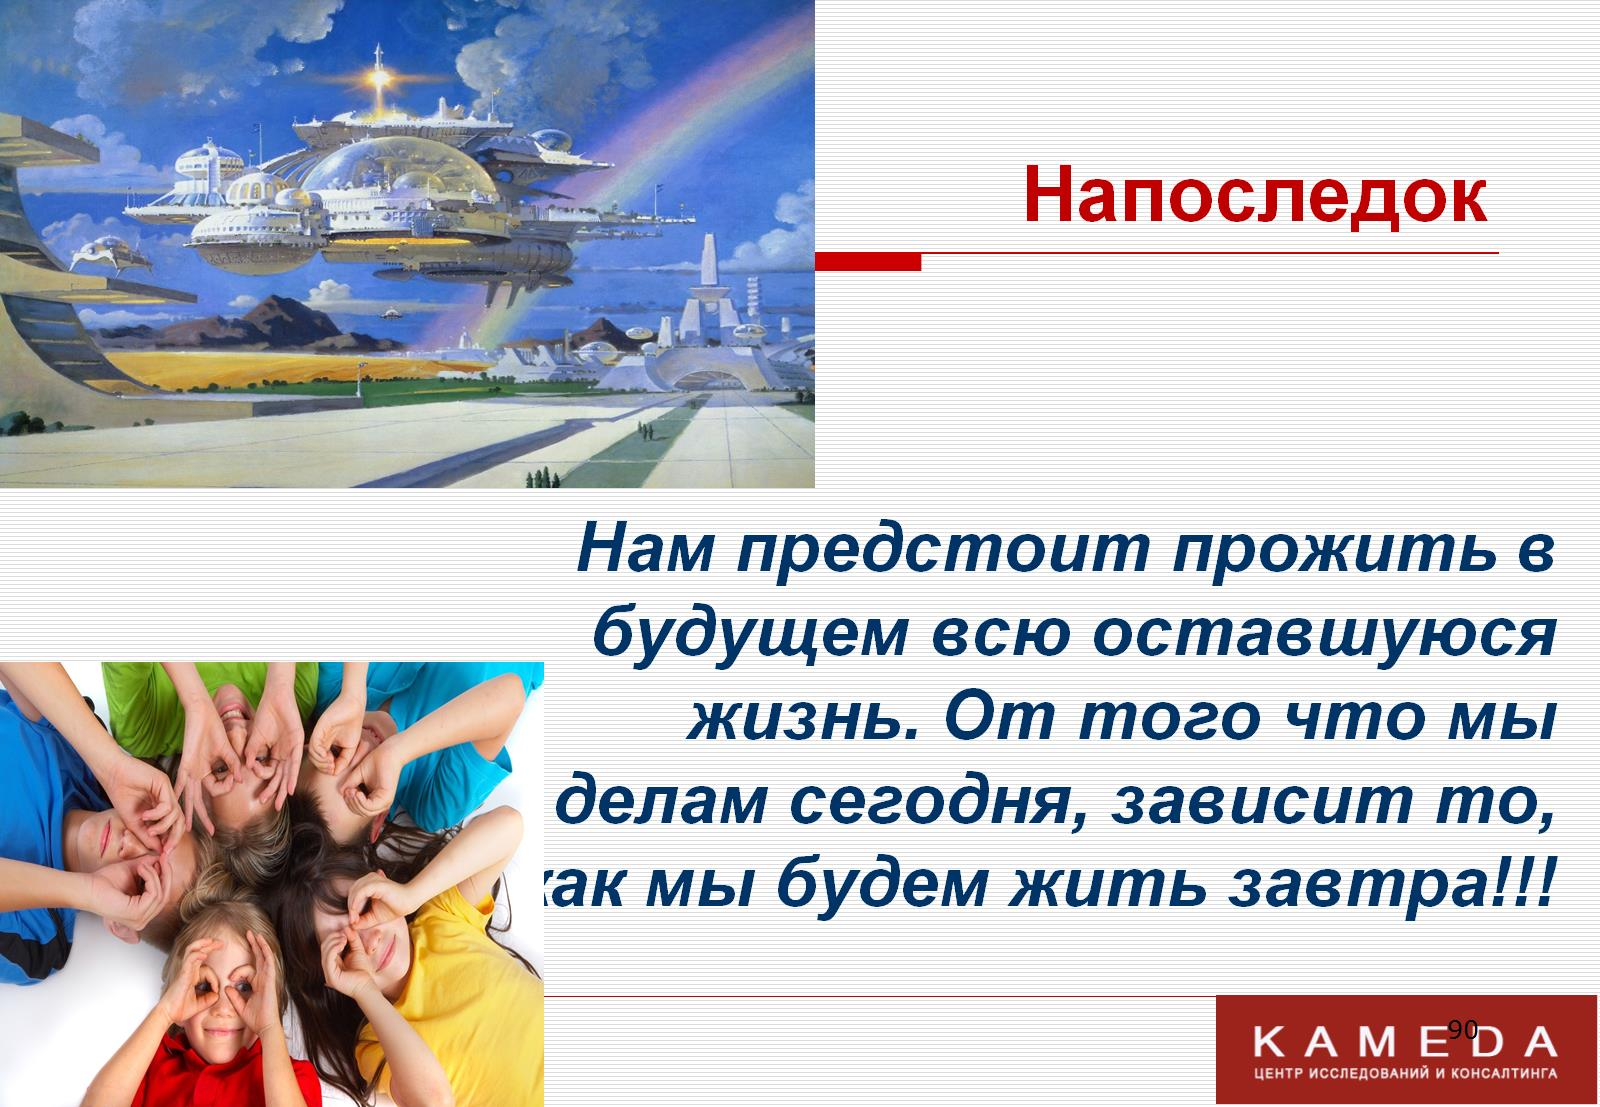 Напоследок
Нам предстоит прожить в
будущем всю оставшуюся
жизнь. От того что мы
делам сегодня, зависит то,
как мы будем жить завтра!!!
90
KAMEDA
ЦЕНТР ИССЛЕДОВАНИЙ И КОНСАЛТИНГА